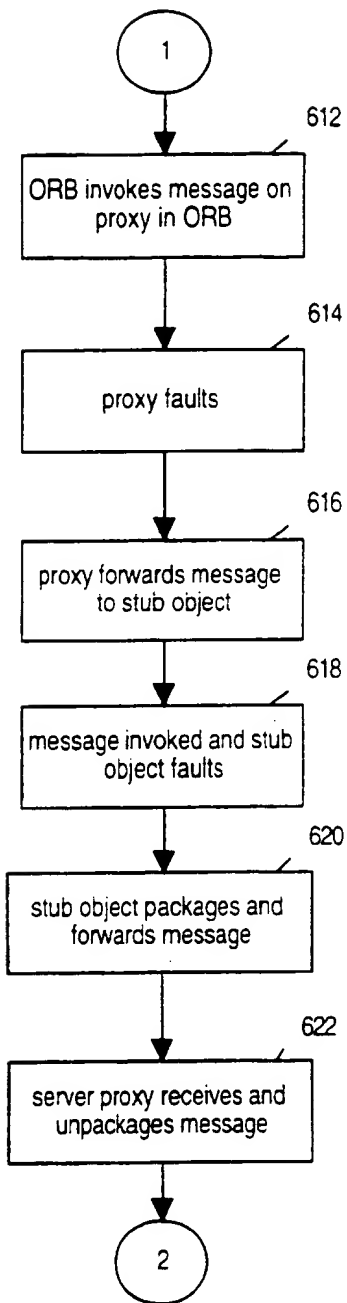 1
612
ORB invokes message on
proxy in ORB
614
proxy faults
616
proxy forwards message
to stub object
618
message invoked and stub
object faults
620
stub object packages and
forwards message
622
server proxy receives and
unpackages message
2